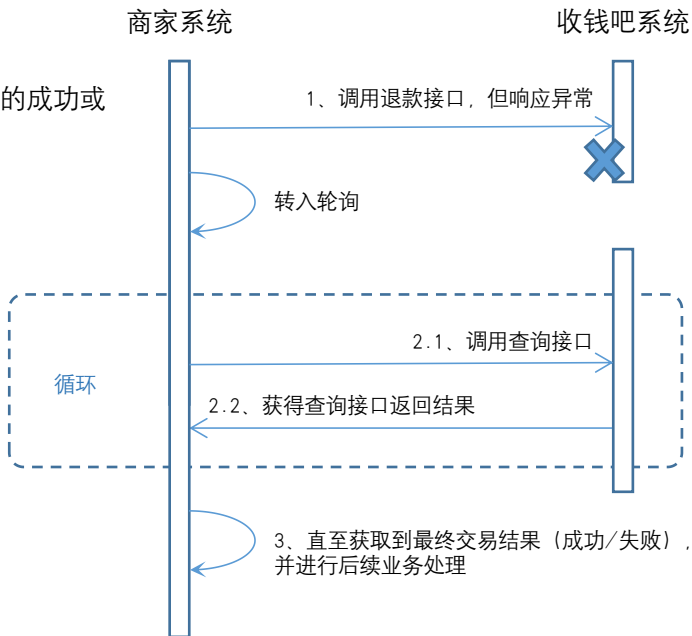 商家系统
收钱吧系统
的成功或
1、调用退款接口，但响应异常
转入轮询
2.1、调用查询接口
循环
2.2、获得查询接口返回结果
3、直至获取到最终交易结果（成功/失败），
并进行后续业务处理